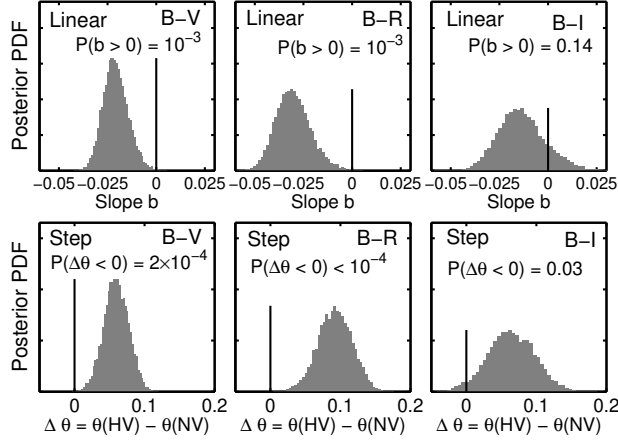 Linear B−V
P(b > 0) = 10⁻³
Linear B−R
P(b > 0) = 10⁻³
Linear B−I
P(b > 0) = 0.14
Posterior PDF
−0.05 −0.025 0 0.025
−0.05 −0.025 0 0.025
−0.05 −0.025 0 0.025
Slope b
Slope b
Slope b
Step B−V
P(Δθ < 0) = 2×10⁻⁴
Step B−R
P(Δθ < 0) < 10⁻⁴
Step B−I
P(Δθ < 0) = 0.03
Posterior PDF
0 0.1 0.2
0 0.1 0.2
0 0.1 0.2
Δ θ = θ(HV) − θ(NV)
Δ θ = θ(HV) − θ(NV)
Δ θ = θ(HV) − θ(NV)